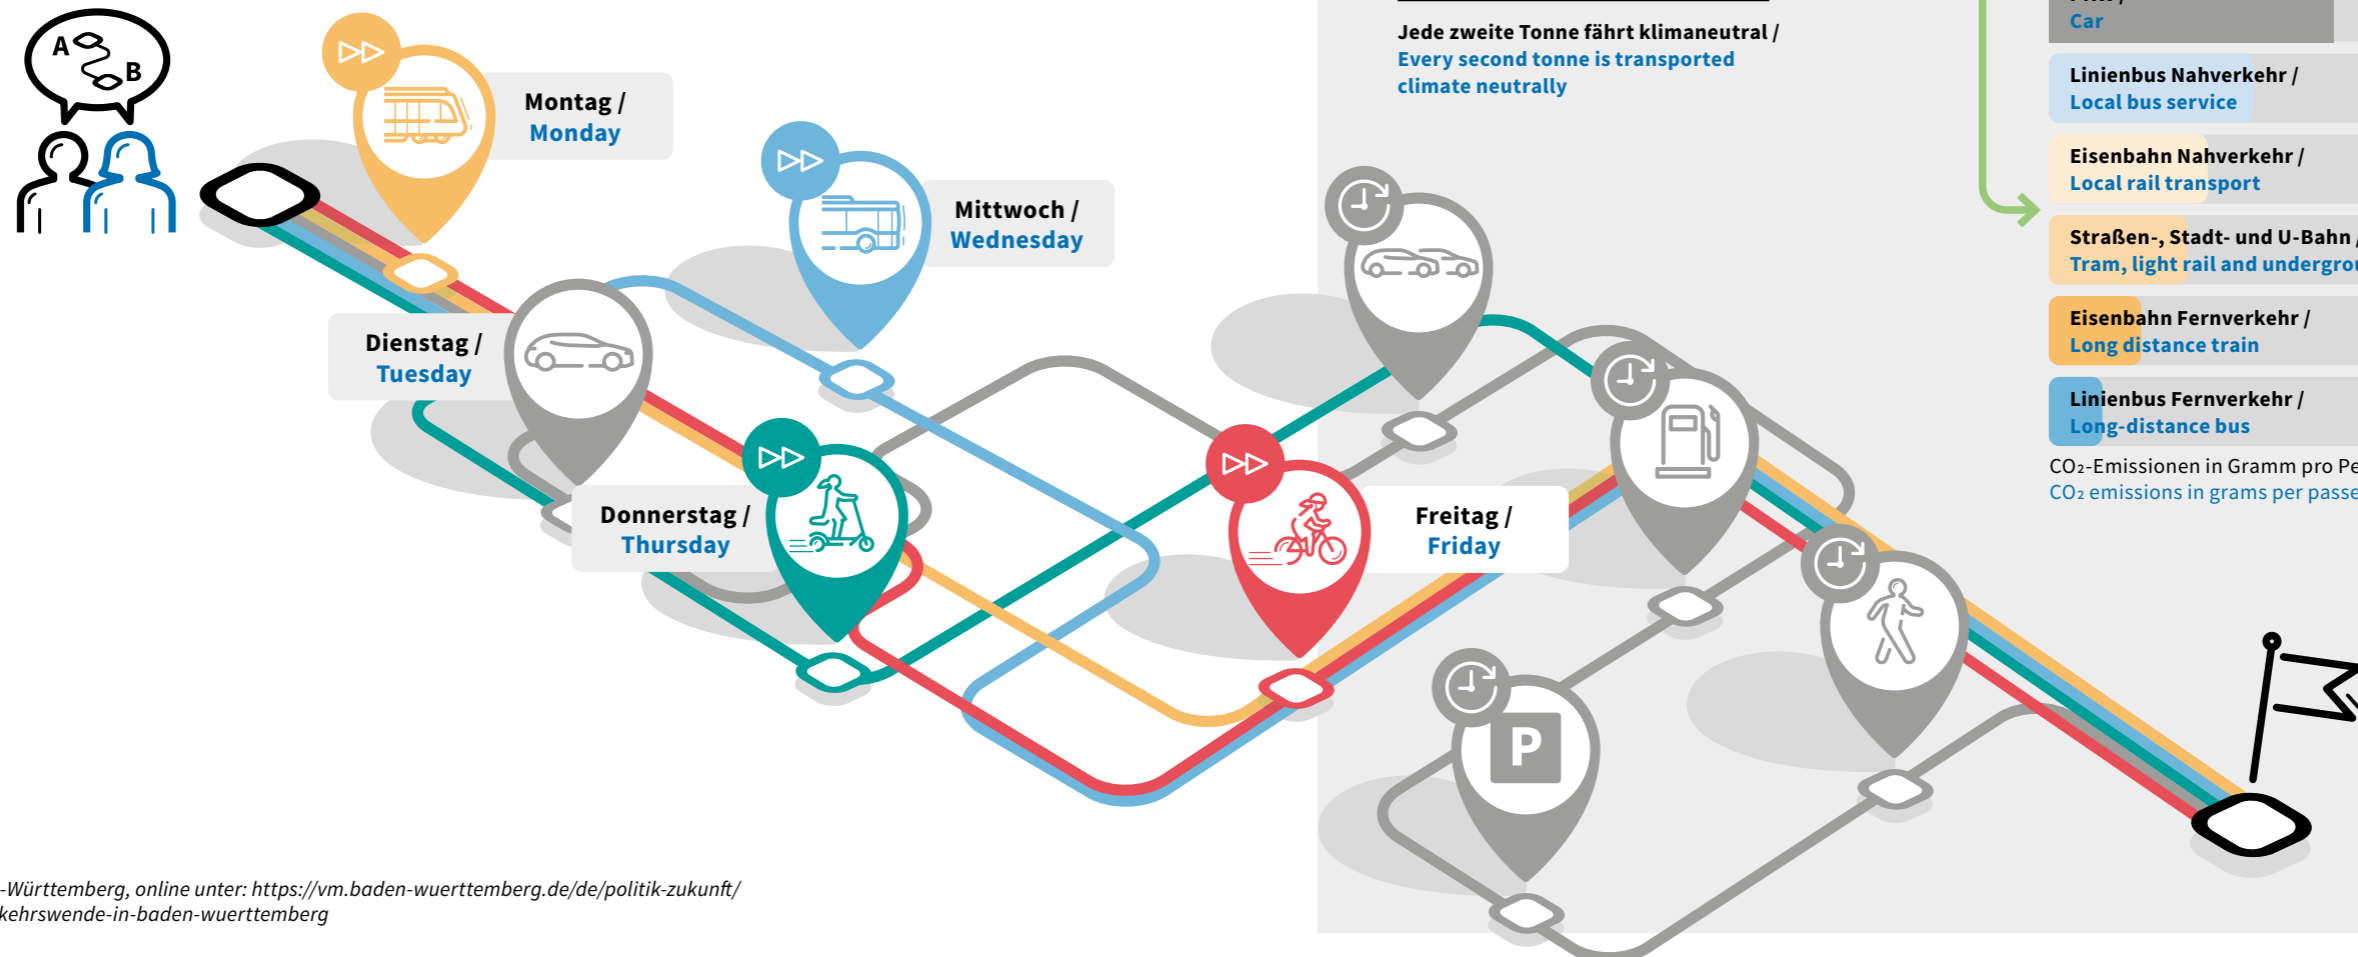 A
B
Montag /
Monday
Mittwoch /
Wednesday
Dienstag /
Tuesday
Donnerstag /
Thursday
Freitag /
Friday
P
Jede zweite Tonne fährt klimaneutral /
Every second tonne is transported
climate neutrally
Car
Linienbus Nahverkehr /
Local bus service
Eisenbahn Nahverkehr /
Local rail transport
Straßen-, Stadt- und U-Bahn /
Tram, light rail and
Eisenbahn Fernverkehr /
Long distance train
Linienbus Fernverkehr /
Long-distance bus
CO₂-Emissionen in Gramm pro
CO₂ emissions in grams per
-Württemberg, online unter: https://vm.baden-wuerttemberg.de/de/politik-zukunft/
kehrswende-in-baden-wuerttemberg